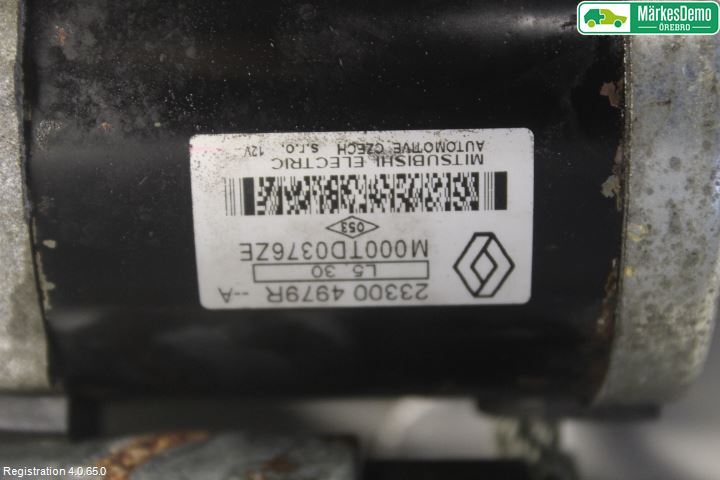 MärkesDemo
ÖREBRO
23300 4979R --A
L5. 30
M000TD0376ZE
053
MITSUBISHI ELECTRIC
AUTOMOTIVE CZECH s.r.o. 12V
Registration 4.0.65.0